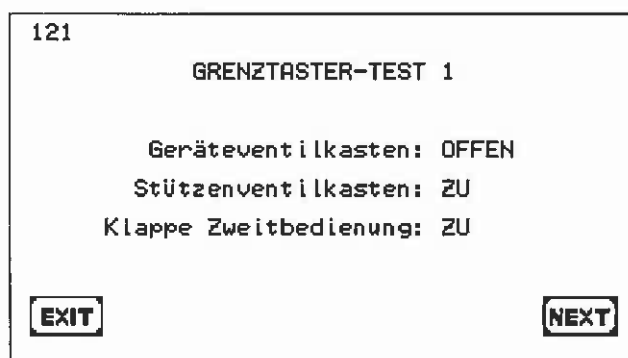 121
GRENZTASTER-TEST 1
Geräteventilkasten: OFFEN
Stützenventilkasten: ZU
Klappe Zweitbedienung: ZU
EXIT NEXT